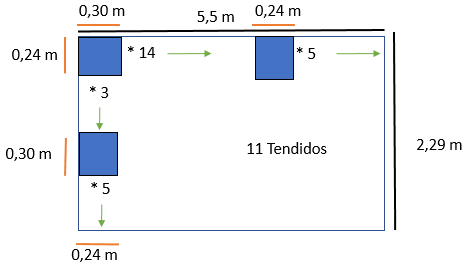 0,30 m
5,5 m
0,24 m
0,24 m
* 14
* 5
* 3
0,30 m
11 Tendidos
2,29 m
* 5
0,24 m